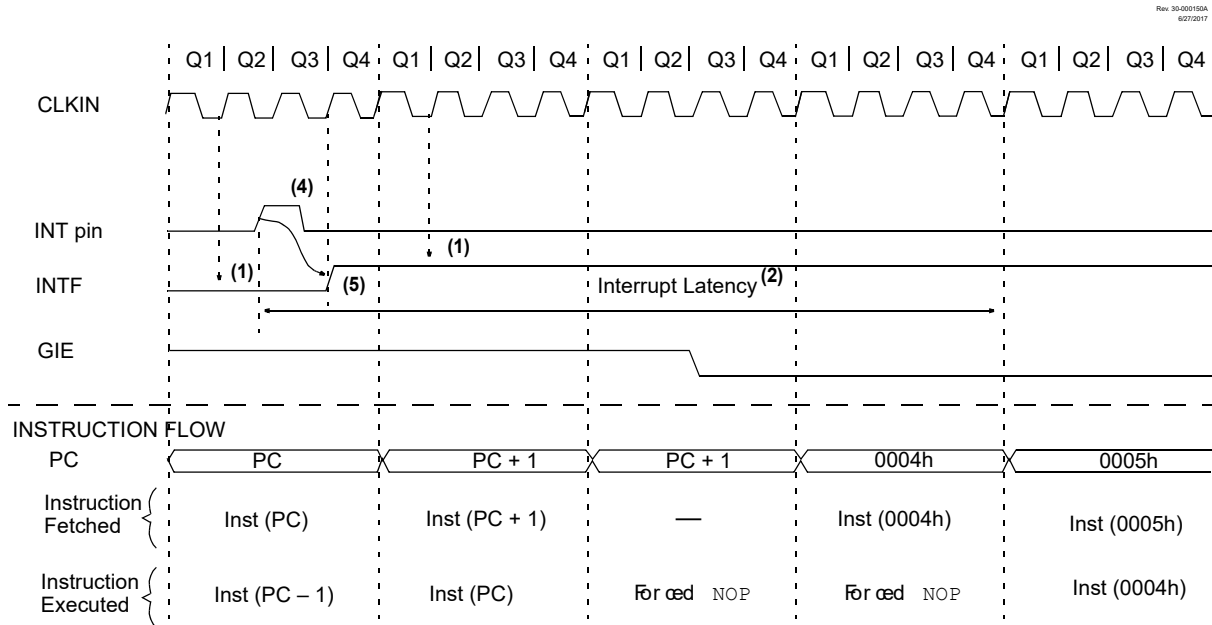 Rev. 30-000150A
6/27/2017
Q1 Q2 Q3 Q4 Q1 Q2 Q3 Q4 Q1 Q2 Q3 Q4 Q1 Q2 Q3 Q4 Q1 Q2 Q3 Q4
CLKIN
(4)
INT pin
(1)
(1)
INTF
(5)
Interrupt Latency (2)
GIE
INSTRUCTION FLOW
PC PC PC + 1 PC + 1 0004h 0005h
Instruction
Fetched
Inst (PC) Inst (PC + 1) — Inst (0004h) Inst (0005h)
Instruction
Executed
Inst (PC – 1) Inst (PC) Forced NOP Forced NOP Inst (0004h)